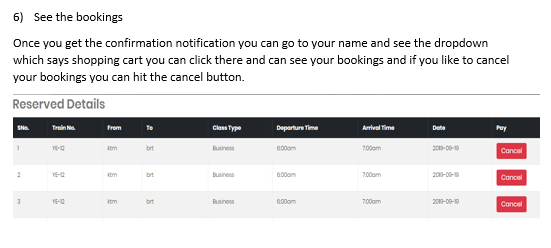 6) See the bookings
Once you get the confirmation notification you can go to your name and see the dropdown
which says shopping cart you can click there and can see your bookings and if you like to cancel
your bookings you can hit the cancel button.
Reserved Details
SNo. Train No. From To Class Type Departure Time Arrival Time Date Pay
1 YE-12 ktm brt Business 6:00am 7:00am 2019-09-19 Cancel
2 YE-12 ktm brt Business 6:00am 7:00am 2019-09-19 Cancel
3 YE-12 ktm brt Business 6:00am 7:00am 2019-09-19 Cancel